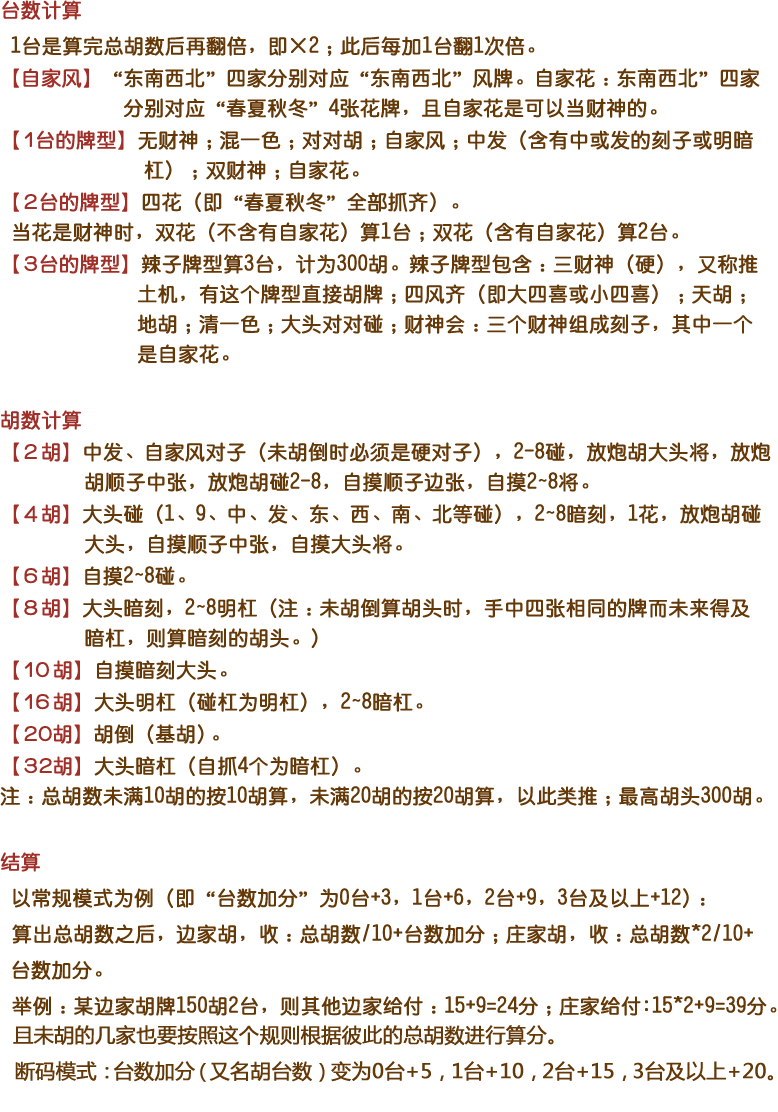 台数计算
1台是算完总胡数后再翻倍，即×2；此后每加1台翻1次倍。
【自家风】“东南西北”四家分别对应“东南西北”风牌。自家花：东南西北”四家
分别对应“春夏秋冬”4张花牌，且自家花是可以当财神的。
【1台的牌型】无财神；混一色；对对胡；自家风；中发（含有中或发的刻子或明暗
杠）；双财神；自家花。
【2台的牌型】四花（即“春夏秋冬”全部抓齐）。
当花是财神时，双花（不含有自家花）算1台；双花（含有自家花）算2台。
【3台的牌型】辣子牌型算3台，计为300胡。辣子牌型包含：三财神（硬），又称推
土机，有这个牌型直接胡牌；四风齐（即大四喜或小四喜）；天胡；
地胡；清一色；大头对对碰；财神会：三个财神组成刻子，其中一个
是自家花。
胡数计算
【2胡】中发、自家风对子（未胡倒时必须是硬对子），2-8碰，放炮胡大头将，放炮
胡顺子中张，放炮胡碰2-8，自摸顺子边张，自摸2~8将。
【4胡】大头碰（1、9、中、发、东、西、南、北等碰），2~8暗刻，1花，放炮胡碰
大头，自摸顺子中张，自摸大头将。
【6胡】自摸2~8碰。
【8胡】大头暗刻，2~8明杠（注：未胡倒算胡头时，手中四张相同的牌而未来得及
暗杠，则算暗刻的胡头。）
【10胡】自摸暗刻大头。
【16胡】大头明杠（碰杠为明杠），2~8暗杠。
【20胡】胡倒（基胡）。
【32胡】大头暗杠（自抓4个为暗杠）。
注：总胡数未满10胡的按10胡算，未满20胡的按20胡算，以此类推；最高胡头300胡。
结算
以常规模式为例（即“台数加分”为0台+3，1台+6，2台+9，3台及以上+12）：
算出总胡数之后，边家胡，收：总胡数/10+台数加分；庄家胡，收：总胡数*2/10+
台数加分。
举例：某边家胡牌150胡2台，则其他边家给付：15+9=24分；庄家给付:15*2+9=39分。
且未胡的几家也要按照这个规则根据彼此的总胡数进行算分。
断码模式：台数加分（又名胡台数）变为0台+5，1台+10，2台+15，3台及以上+20。